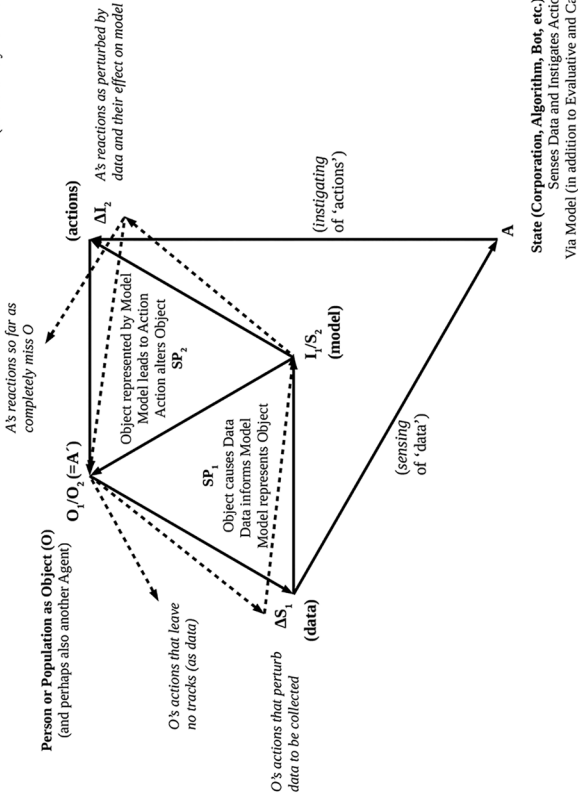 Person or Population as Object (O)
(and perhaps also another Agent)
A's reactions so far as
completely miss O
O₁/O₂ (=A´)
(actions)
ΔI₂
A's reactions as perturbed by
data and their effect on model
O's actions that leave
no tracks (as data)
Object represented by Model
Model leads to Action
Action alters Object
SP₂
SP₁
Object causes Data
Data informs Model
Model represents Object
O's actions that perturb
data to be collected
ΔS₁
(data)
I₁/S₂
(model)
(instigating
of ‘actions’)
(sensing
of ‘data’)
A
State (Corporation, Algorithm, Bot, etc.)
Senses Data and Instigates Actio
Via Model (in addition to Evaluative and Ca